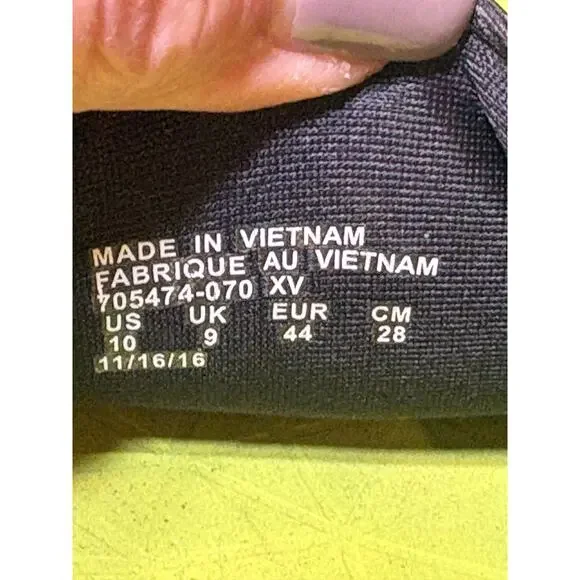 MADE IN VIETNAM
FABRIQUE AU VIETNAM
705474-070 XV
US UK EUR CM
10 9 44 28
11/16/16